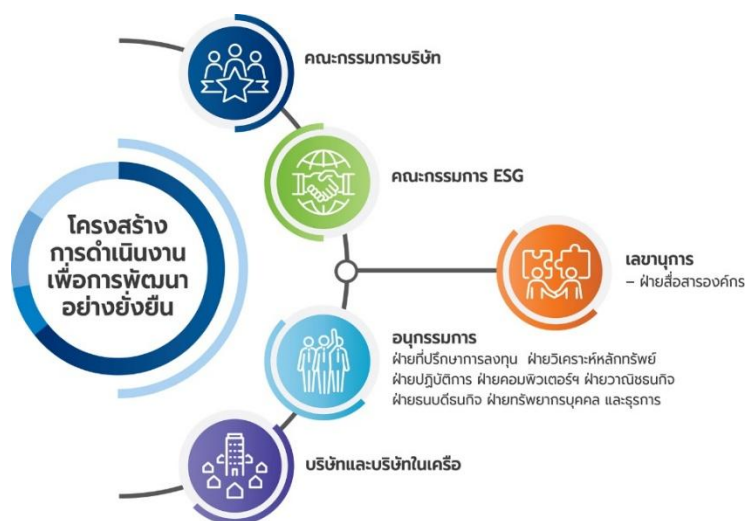 คณะกรรมการบริษัท
คณะกรรมการ ESG
โครงสร้าง
การดำเนินงาน
เพื่อการพัฒนา
อย่างยั่งยืน
เลขานุการ
– ฝ่ายสื่อสารองค์กร
อนุกรรมการ
ฝ่ายที่ปรึกษาการลงทุน ฝ่ายวิเคราะห์หลักทรัพย์
ฝ่ายปฏิบัติการ ฝ่ายคอมพิวเตอร์ฯ ฝ่ายวาณิชธนกิจ
ฝ่ายธนบดีธนกิจ ฝ่ายทรัพยากรบุคคล และธุรการ
บริษัทและบริษัทในเครือ